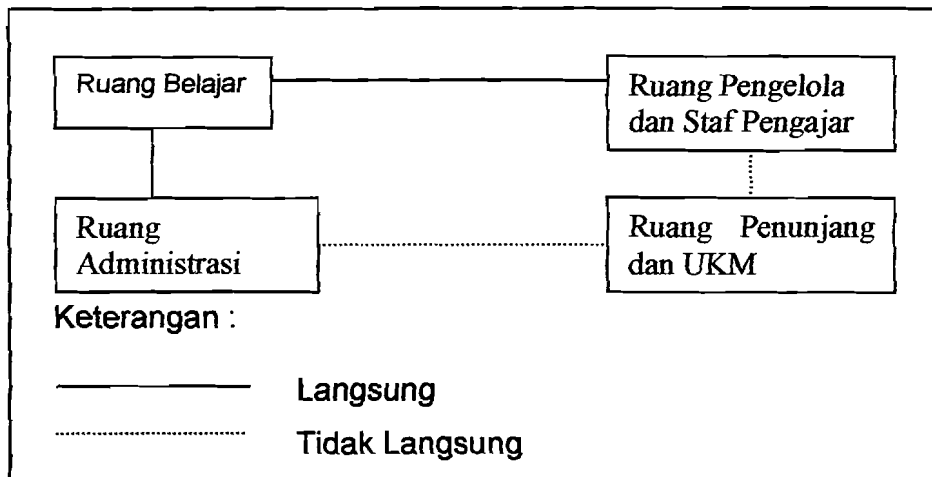 Ruang Belajar
Ruang Pengelola
dan Staf Pengajar
Ruang
Administrasi
Ruang Penunjang
dan UKM
Keterangan :
Langsung
Tidak Langsung